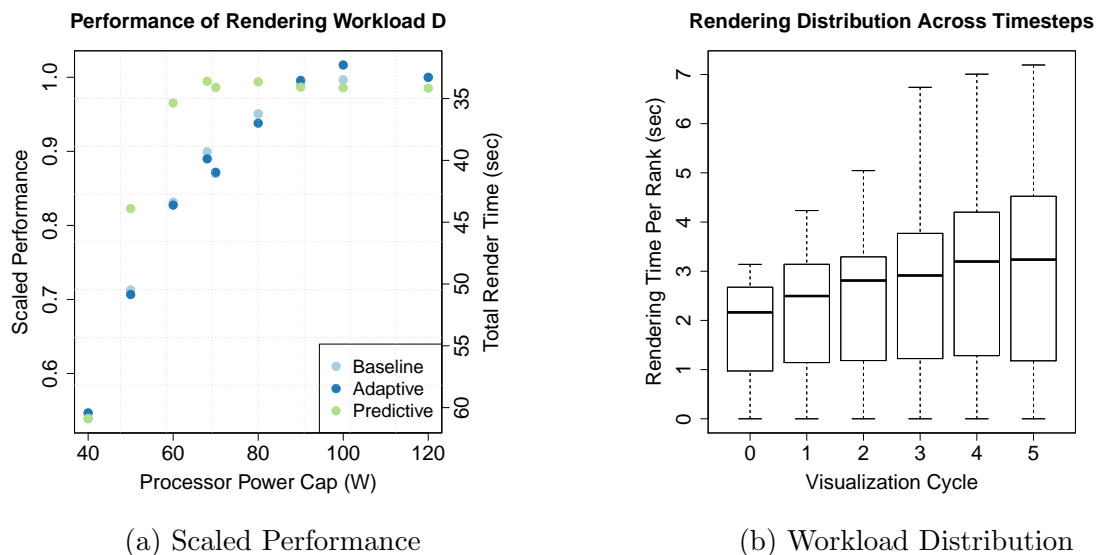 Performance of Rendering Workload D
Scaled Performance
1.0
0.9
0.8
0.7
0.6
35
40
45
50
55
60
Total Render Time (sec)
Baseline
Adaptive
Predictive
40 60 80 100 120
Processor Power Cap (W)
(a) Scaled Performance
Rendering Distribution Across Timesteps
Rendering Time Per Rank (sec)
7
6
5
4
3
2
1
0
0 1 2 3 4 5
Visualization Cycle
(b) Workload Distribution